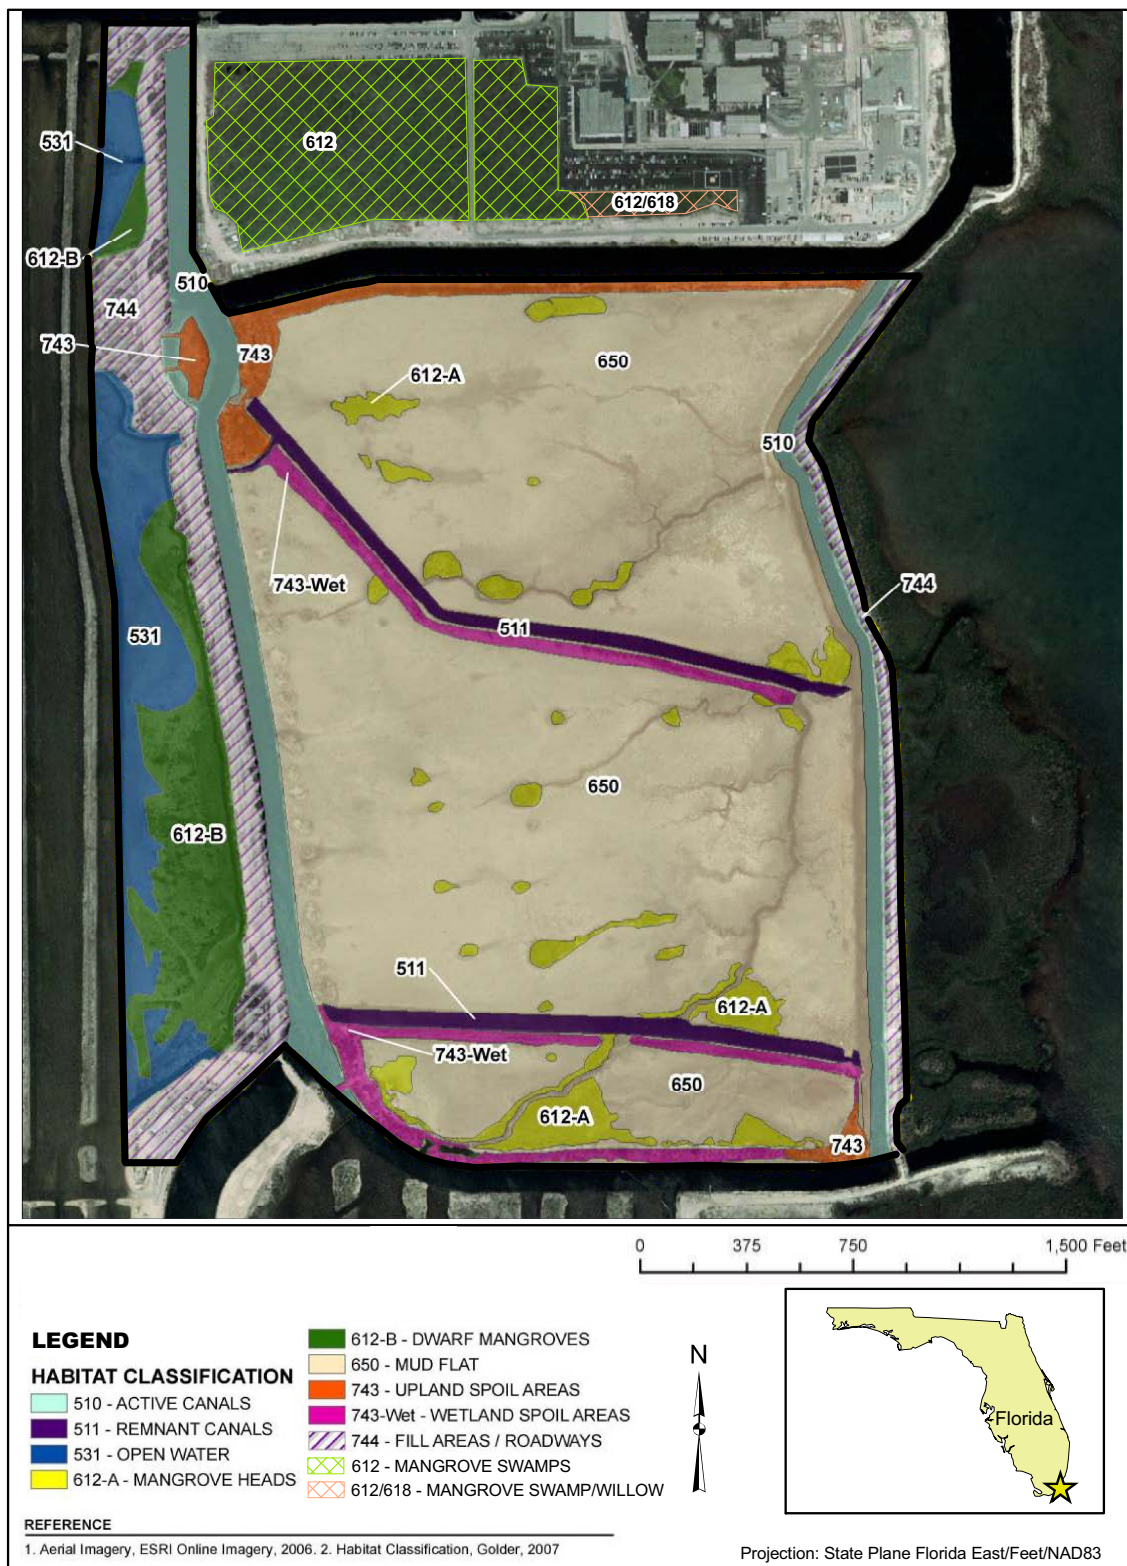 612
531
612/618
612-B
510
744
743
743
650
612-A
510
743-Wet
744
511
531
650
612-B
511
612-A
743-Wet
650
612-A
743
0 375 750 1,500 Feet
LEGEND
HABITAT CLASSIFICATION
510 - ACTIVE CANALS
511 - REMNANT CANALS
531 - OPEN WATER
612-A - MANGROVE HEADS
612-B - DWARF MANGROVES
650 - MUD FLAT
743 - UPLAND SPOIL AREAS
743-Wet - WETLAND SPOIL AREAS
744 - FILL AREAS / ROADWAYS
612 - MANGROVE SWAMPS
612/618 - MANGROVE SWAMP/WILLOW
N
Florida
REFERENCE
1. Aerial Imagery, ESRI Online Imagery, 2006. 2. Habitat Classification, Golder, 2007
Projection: State Plane Florida East/Feet/NAD83